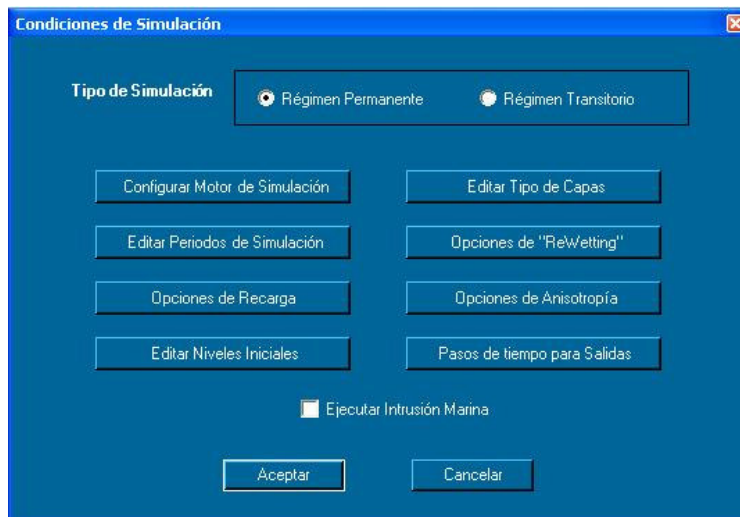 Condiciones de Simulación
Tipo de Simulación
Régimen Permanente
Régimen Transitorio
Configurar Motor de Simulación
Editar Tipo de Capas
Editar Periodos de Simulación
Opciones de "ReWetting"
Opciones de Recarga
Opciones de Anisotropía
Editar Niveles Iniciales
Pasos de tiempo para Salidas
Ejecutar Intrusión Marina
Aceptar
Cancelar